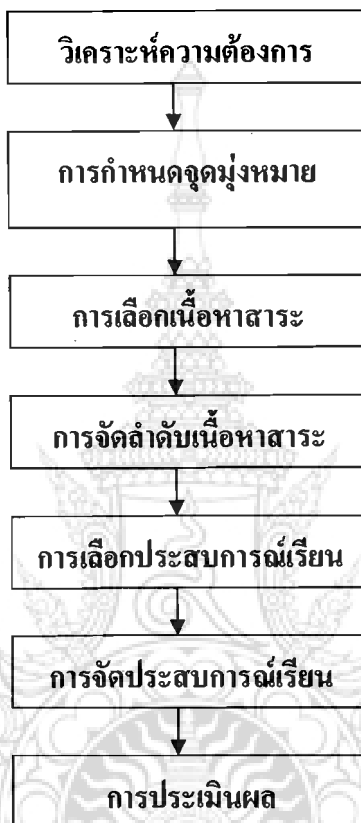 วิเคราะห์ความต้องการ
การกำหนดจุดมุ่งหมาย
การเลือกเนื้อหาสาระ
การจัดลำดับเนื้อหาสาระ
การเลือกประสบการณ์เรียน
การจัดประสบการณ์เรียน
การประเมินผล